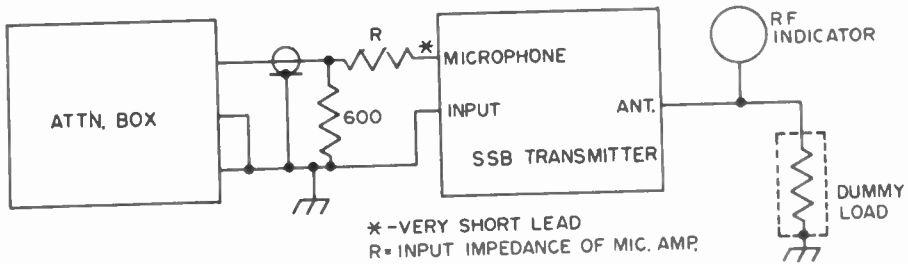 ATTN. BOX
R
*
600
MICROPHONE
INPUT
ANT.
SSB TRANSMITTER
RF
INDICATOR
DUMMY
LOAD
* -VERY SHORT LEAD
R= INPUT IMPEDANCE OF MIC. AMP.